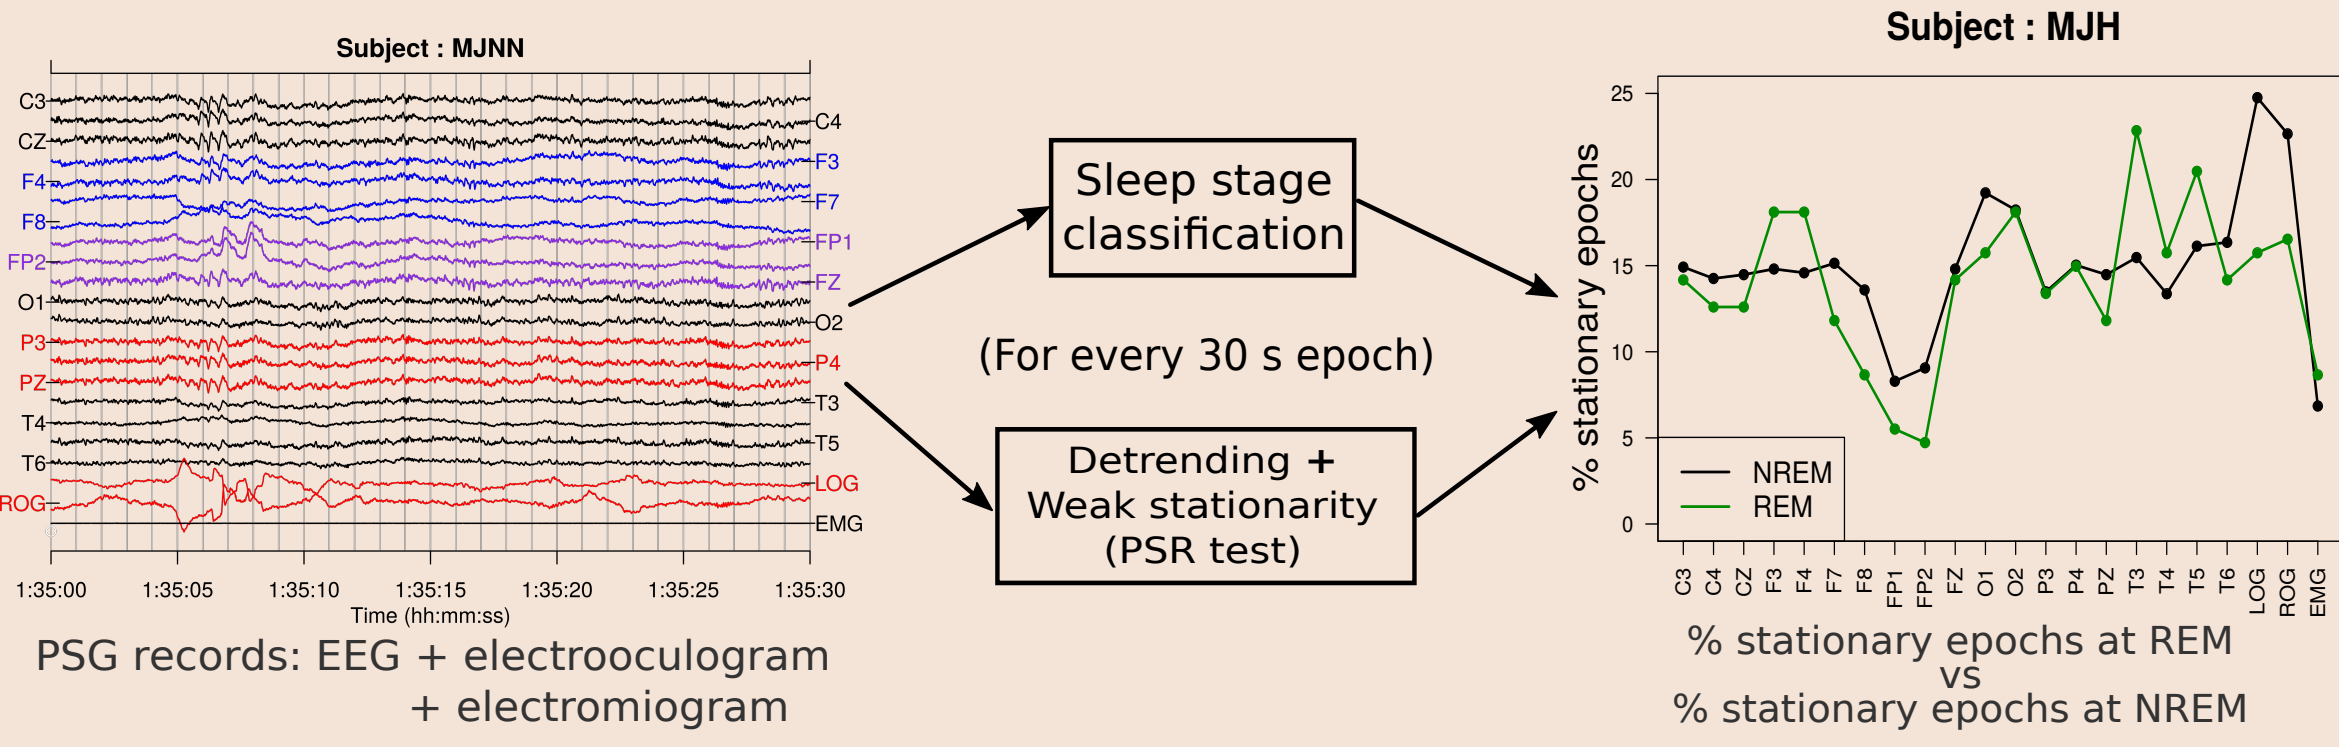 Subject : MJNN
C3
C4
CZ
F3
F4
F7
F8
FP1
FP2
FZ
O1
O2
P3
P4
PZ
T3
T4
T5
T6
LOG
ROG
EMG
1:35:00 1:35:05 1:35:10 1:35:15 1:35:20 1:35:25 1:35:30
Time (hh:mm:ss)
PSG records: EEG + electrooculogram
+ electromiogram
Sleep stage
classification
(For every 30 s epoch)
Detrending +
Weak stationarity
(PSR test)
Subject : MJH
% stationary epochs
25
20
15
10
5
0
NREM
REM
C3 C4 CZ F3 F4 F7 F8 FP1 FP2 FZ O1 O2 P3 P4 PZ T3 T4 T5 T6 LOG ROG EMG
% stationary epochs at REM
vs
% stationary epochs at NREM